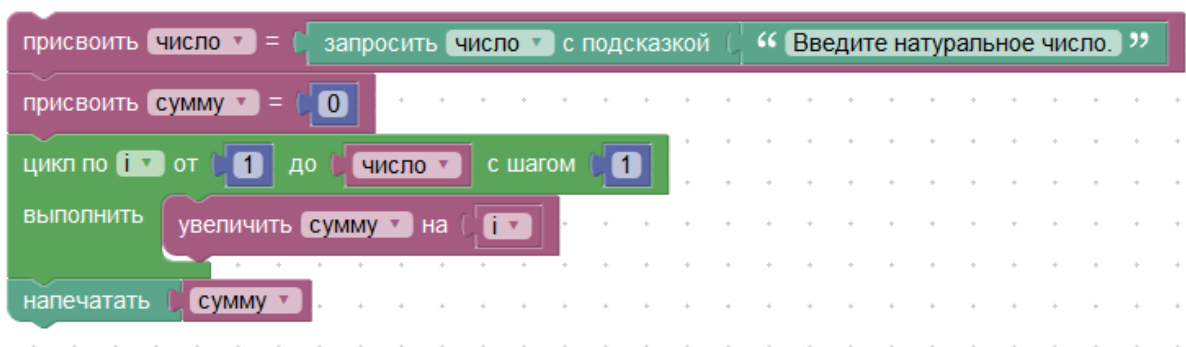 присвоить число = запросить число с подсказкой “ Введите натуральное число. ”
присвоить сумму = 0
цикл по i от 1 до число с шагом 1
выполнить увеличить сумму на i
напечатать сумму